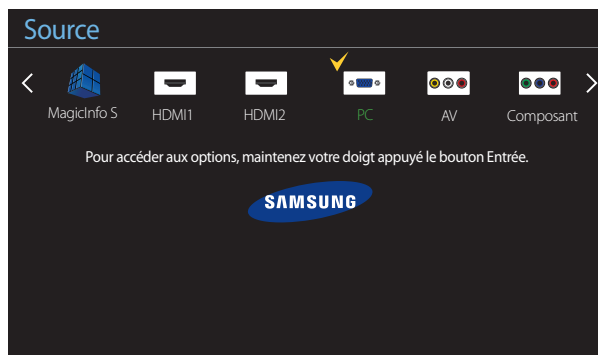 Source
MagicInfo S HDMI1 HDMI2 PC AV Composant
Pour accéder aux options, maintenez votre doigt appuyé le bouton Entrée.
SAMSUNG